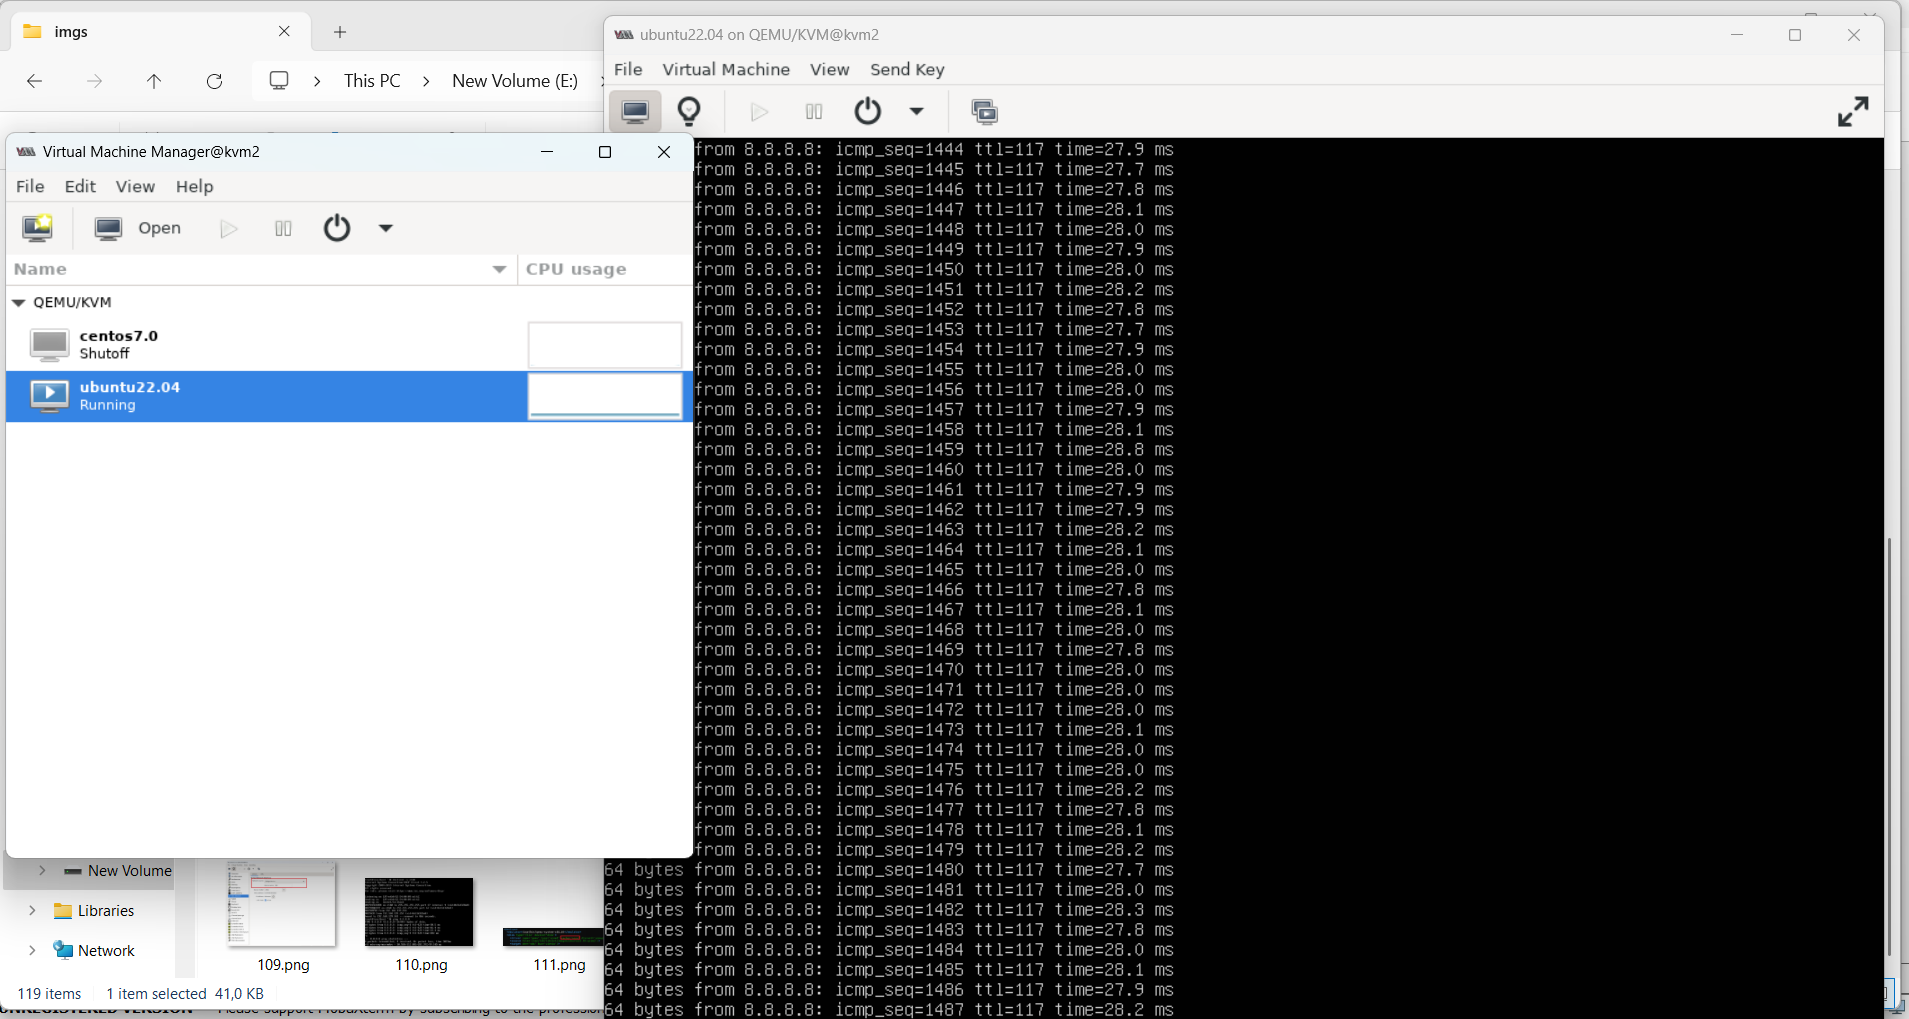 imgs
This PC
New Volume (E:)
Virtual Machine Manager@kvm2
File Edit View Help
Open
Name
CPU usage
QEMU/KVM
centos7.0
Shutoff
ubuntu22.04
Running
New Volume
Libraries
Network
109.png
110.png
111.png
119 items
1 item selected 41,0 KB
UNREGISTERED VERSION - Please support MobaXterm by subscribing to the professio
ubuntu22.04 on QEMU/KVM@kvm2
File Virtual Machine View Send Key
from 8.8.8.8: icmp_seq=1444 ttl=117 time=27.9 ms
from 8.8.8.8: icmp_seq=1445 ttl=117 time=27.7 ms
from 8.8.8.8: icmp_seq=1446 ttl=117 time=27.8 ms
from 8.8.8.8: icmp_seq=1447 ttl=117 time=28.1 ms
from 8.8.8.8: icmp_seq=1448 ttl=117 time=28.0 ms
from 8.8.8.8: icmp_seq=1449 ttl=117 time=27.9 ms
from 8.8.8.8: icmp_seq=1450 ttl=117 time=28.0 ms
from 8.8.8.8: icmp_seq=1451 ttl=117 time=28.2 ms
from 8.8.8.8: icmp_seq=1452 ttl=117 time=27.8 ms
from 8.8.8.8: icmp_seq=1453 ttl=117 time=27.7 ms
from 8.8.8.8: icmp_seq=1454 ttl=117 time=27.9 ms
from 8.8.8.8: icmp_seq=1455 ttl=117 time=28.0 ms
from 8.8.8.8: icmp_seq=1456 ttl=117 time=28.0 ms
from 8.8.8.8: icmp_seq=1457 ttl=117 time=27.9 ms
from 8.8.8.8: icmp_seq=1458 ttl=117 time=28.1 ms
from 8.8.8.8: icmp_seq=1459 ttl=117 time=28.8 ms
from 8.8.8.8: icmp_seq=1460 ttl=117 time=28.0 ms
from 8.8.8.8: icmp_seq=1461 ttl=117 time=27.9 ms
from 8.8.8.8: icmp_seq=1462 ttl=117 time=27.9 ms
from 8.8.8.8: icmp_seq=1463 ttl=117 time=28.2 ms
from 8.8.8.8: icmp_seq=1464 ttl=117 time=28.1 ms
from 8.8.8.8: icmp_seq=1465 ttl=117 time=28.0 ms
from 8.8.8.8: icmp_seq=1466 ttl=117 time=27.8 ms
from 8.8.8.8: icmp_seq=1467 ttl=117 time=28.1 ms
from 8.8.8.8: icmp_seq=1468 ttl=117 time=28.0 ms
from 8.8.8.8: icmp_seq=1469 ttl=117 time=27.8 ms
from 8.8.8.8: icmp_seq=1470 ttl=117 time=28.0 ms
from 8.8.8.8: icmp_seq=1471 ttl=117 time=28.0 ms
from 8.8.8.8: icmp_seq=1472 ttl=117 time=28.0 ms
from 8.8.8.8: icmp_seq=1473 ttl=117 time=28.1 ms
from 8.8.8.8: icmp_seq=1474 ttl=117 time=28.0 ms
from 8.8.8.8: icmp_seq=1475 ttl=117 time=28.0 ms
from 8.8.8.8: icmp_seq=1476 ttl=117 time=28.2 ms
from 8.8.8.8: icmp_seq=1477 ttl=117 time=27.8 ms
from 8.8.8.8: icmp_seq=1478 ttl=117 time=28.1 ms
from 8.8.8.8: icmp_seq=1479 ttl=117 time=28.2 ms
64 bytes from 8.8.8.8: icmp_seq=1480 ttl=117 time=27.7 ms
64 bytes from 8.8.8.8: icmp_seq=1481 ttl=117 time=28.0 ms
64 bytes from 8.8.8.8: icmp_seq=1482 ttl=117 time=28.3 ms
64 bytes from 8.8.8.8: icmp_seq=1483 ttl=117 time=27.8 ms
64 bytes from 8.8.8.8: icmp_seq=1484 ttl=117 time=28.0 ms
64 bytes from 8.8.8.8: icmp_seq=1485 ttl=117 time=28.1 ms
64 bytes from 8.8.8.8: icmp_seq=1486 ttl=117 time=27.9 ms
64 bytes from 8.8.8.8: icmp_seq=1487 ttl=117 time=28.2 ms